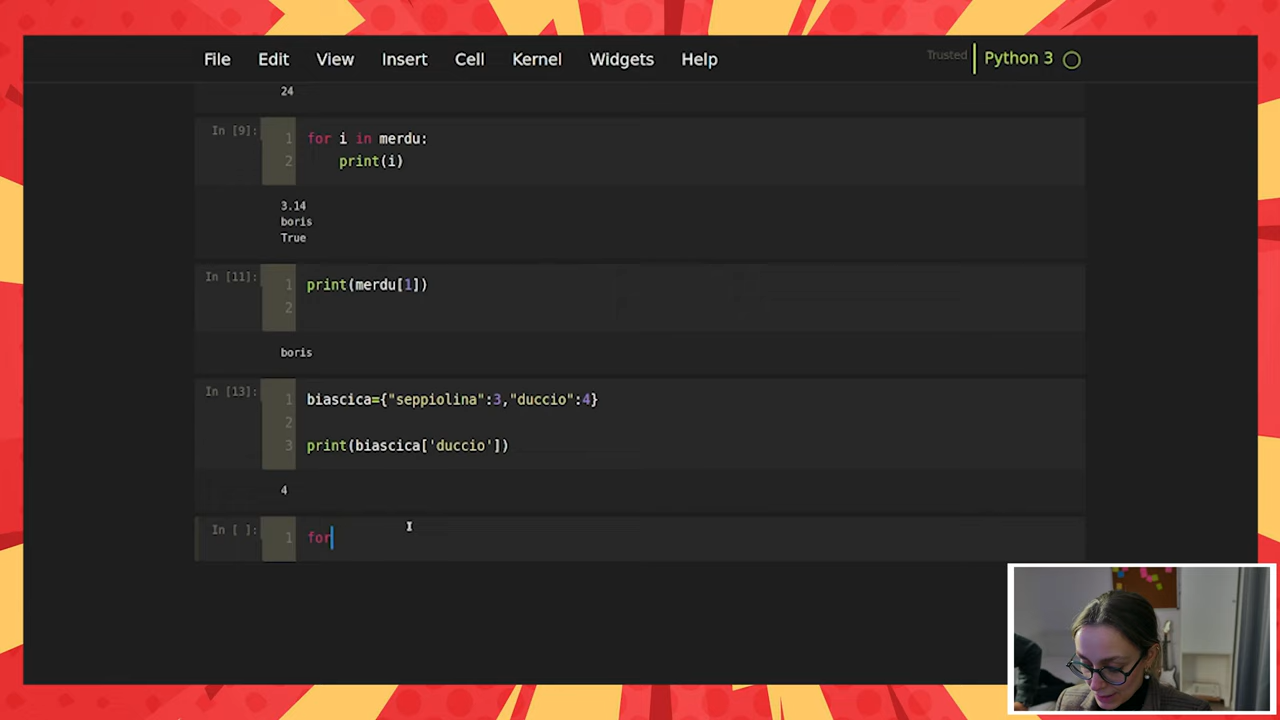 File Edit View Insert Cell Kernel Widgets Help Trusted Python 3
24
In [9]: 1 for i in merdu:
2 print(i)
3.14
boris
True
In [11]: 1 print(merdu[1])
2
boris
In [13]: 1 biascica={"seppiolina":3,"duccio":4}
2
3 print(biascica['duccio'])
4
In [ ]: 1 for